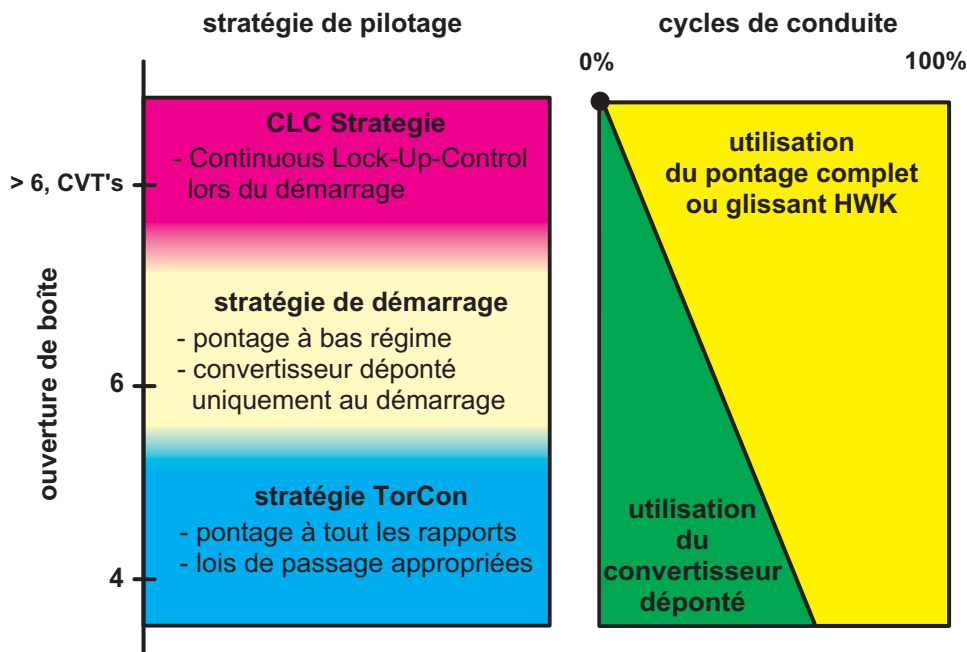 stratégie de pilotage
cycles de conduite
0%
100%
CLC Strategie
- Continuous Lock-Up-Control
lors du démarrage
> 6, CVT's
utilisation
du pontage complet
ou glissant HWK
ouverture de boîte
stratégie de démarrage
- pontage à bas régime
- convertisseur déponté
uniquement au démarrage
6
stratégie TorCon
- pontage à tout les rapports
- lois de passage appropriées
4
utilisation
du
convertisseur
déponté